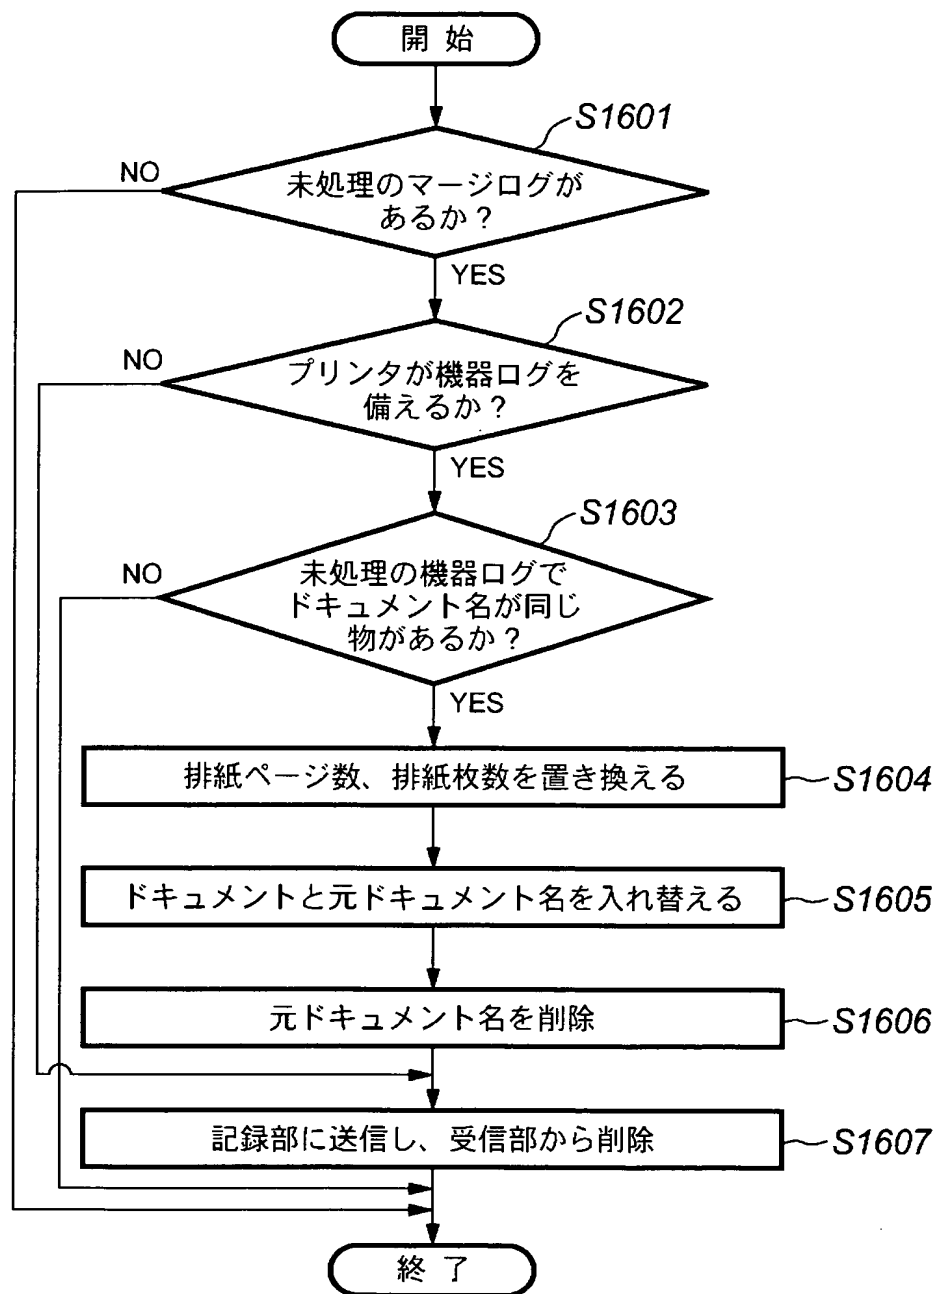 開 始
S1601
NO
未処理のマージログが
あるか？
YES
S1602
NO
プリンタが機器ログを
備えるか？
YES
S1603
NO
未処理の機器ログで
ドキュメント名が同じ
物があるか？
YES
排紙ページ数、排紙枚数を置き換える
S1604
ドキュメントと元ドキュメント名を入れ替える
S1605
元ドキュメント名を削除
S1606
記録部に送信し、受信部から削除
S1607
終 了